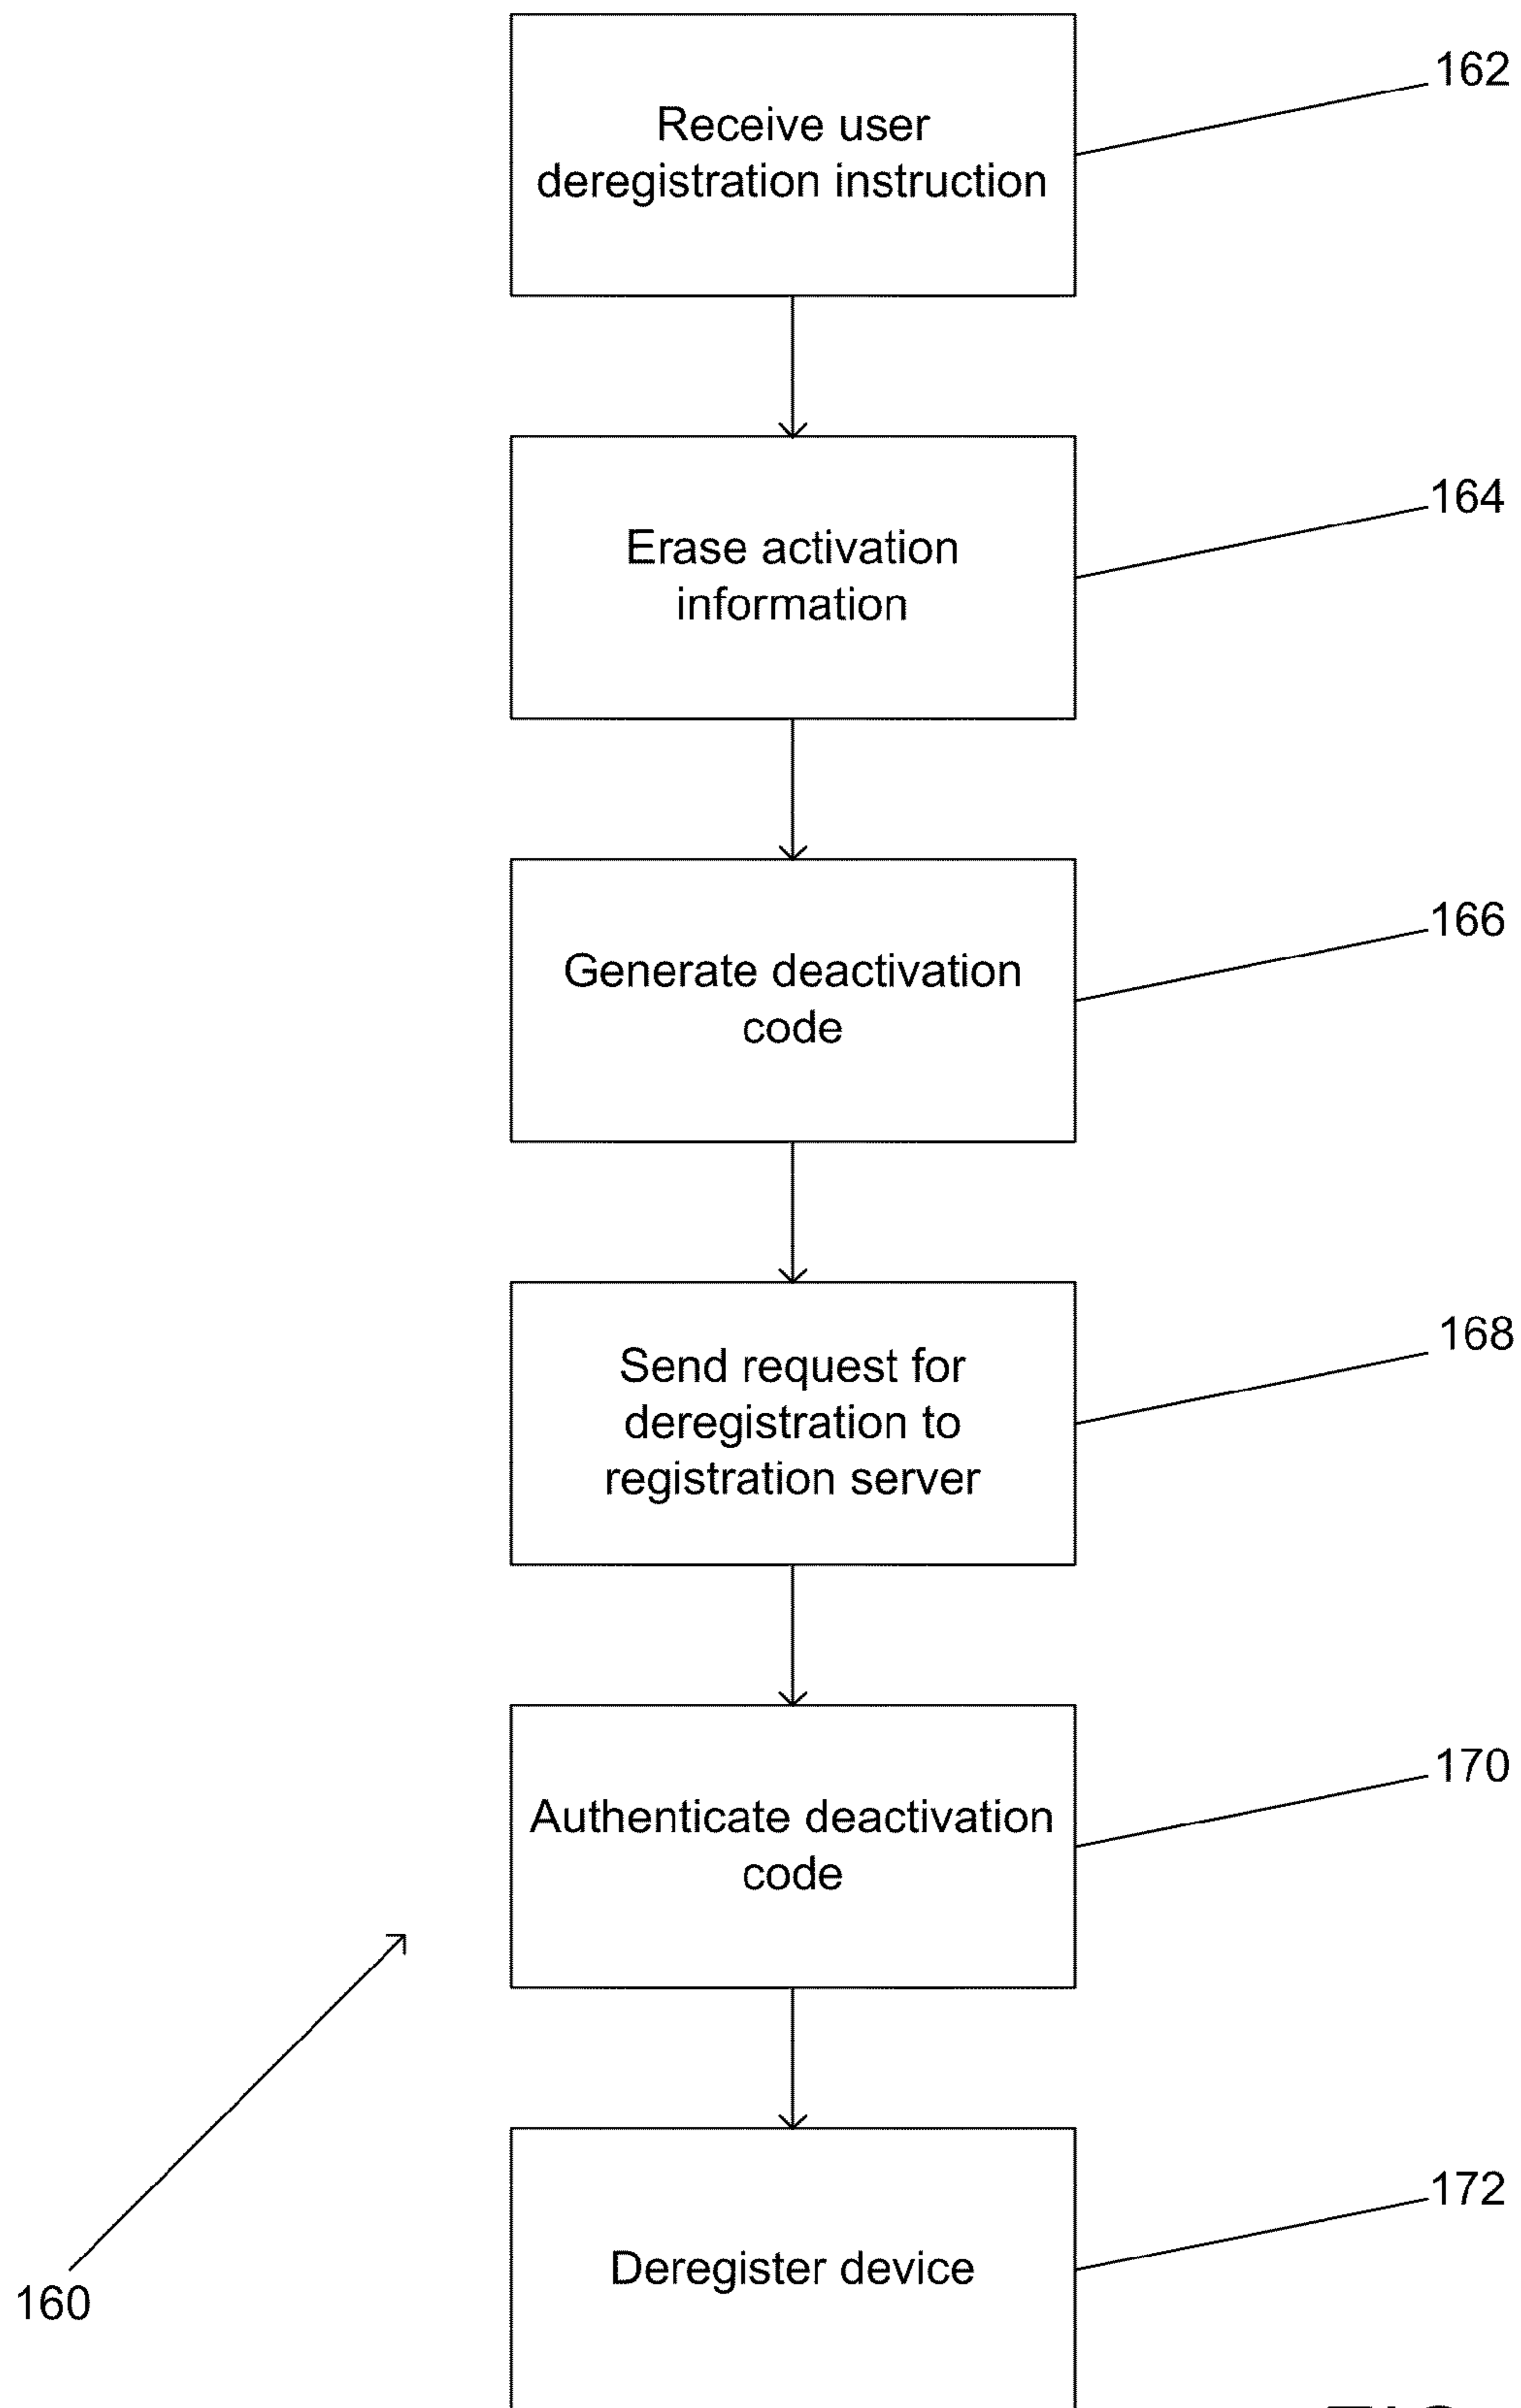 Receive user
deregistration instruction
162
Erase activation
information
164
Generate deactivation
code
166
Send request for
deregistration to
registration server
168
Authenticate deactivation
code
170
Deregister device
172
160